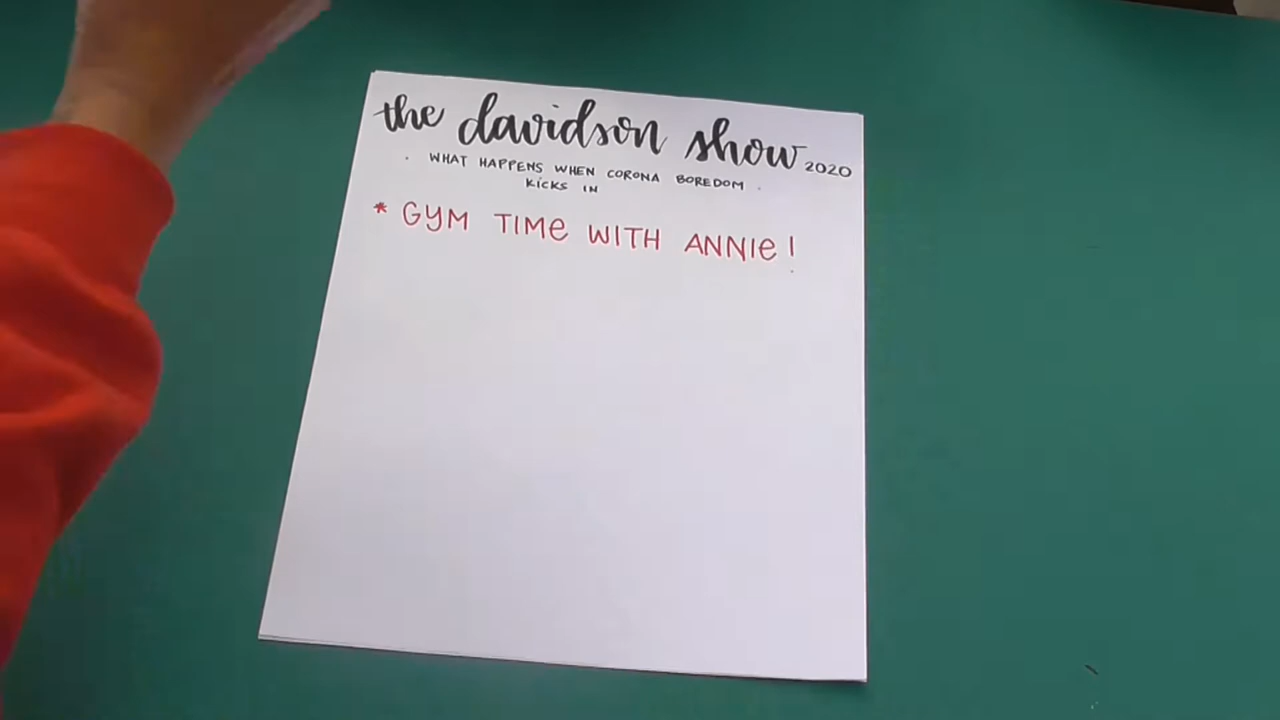 the davidson show 2020
. WHAT HAPPENS WHEN CORONA BOREDOM .
KICKS IN
* GYM TIME WITH ANNIE!